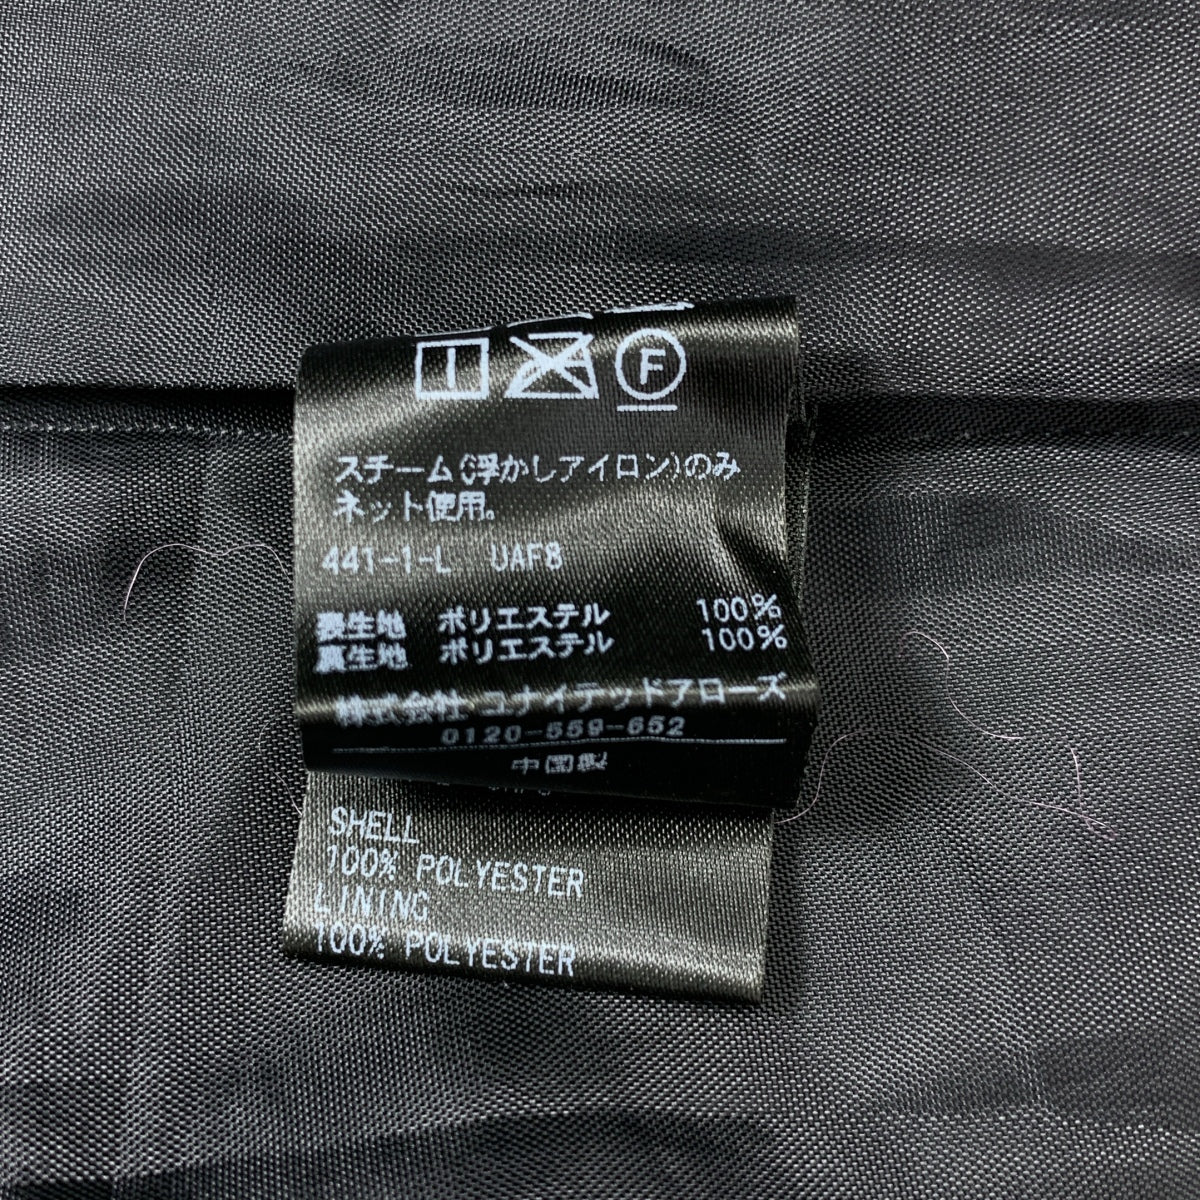 F
スチーム(浮かしアイロン)のみ
ネット使用。
441-1-L UAF8
表生地 ポリエステル 100%
裏生地 ポリエステル 100%
株式会社 ユナイテッドアローズ
0120-559-652
中国製
SHELL
100% POLYESTER
LINING
100% POLYESTER